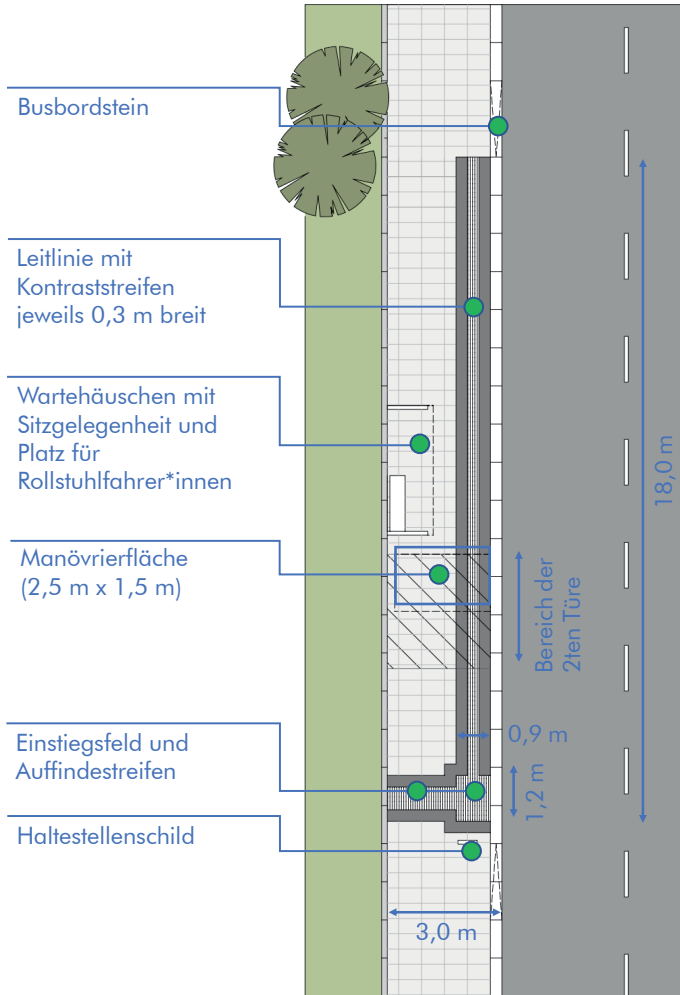 Busbordstein
Leitlinie mit
Kontraststreifen
jeweils 0,3 m breit
Wartehäuschen mit
Sitzgelegenheit und
Platz für
Rollstuhlfahrer*innen
Manövrierfläche
(2,5 m x 1,5 m)
Einstiegsfeld und
Auffindestreifen
Haltestellenschild
18,0 m
Bereich der
2ten Türe
0,9 m
1,2 m
3,0 m